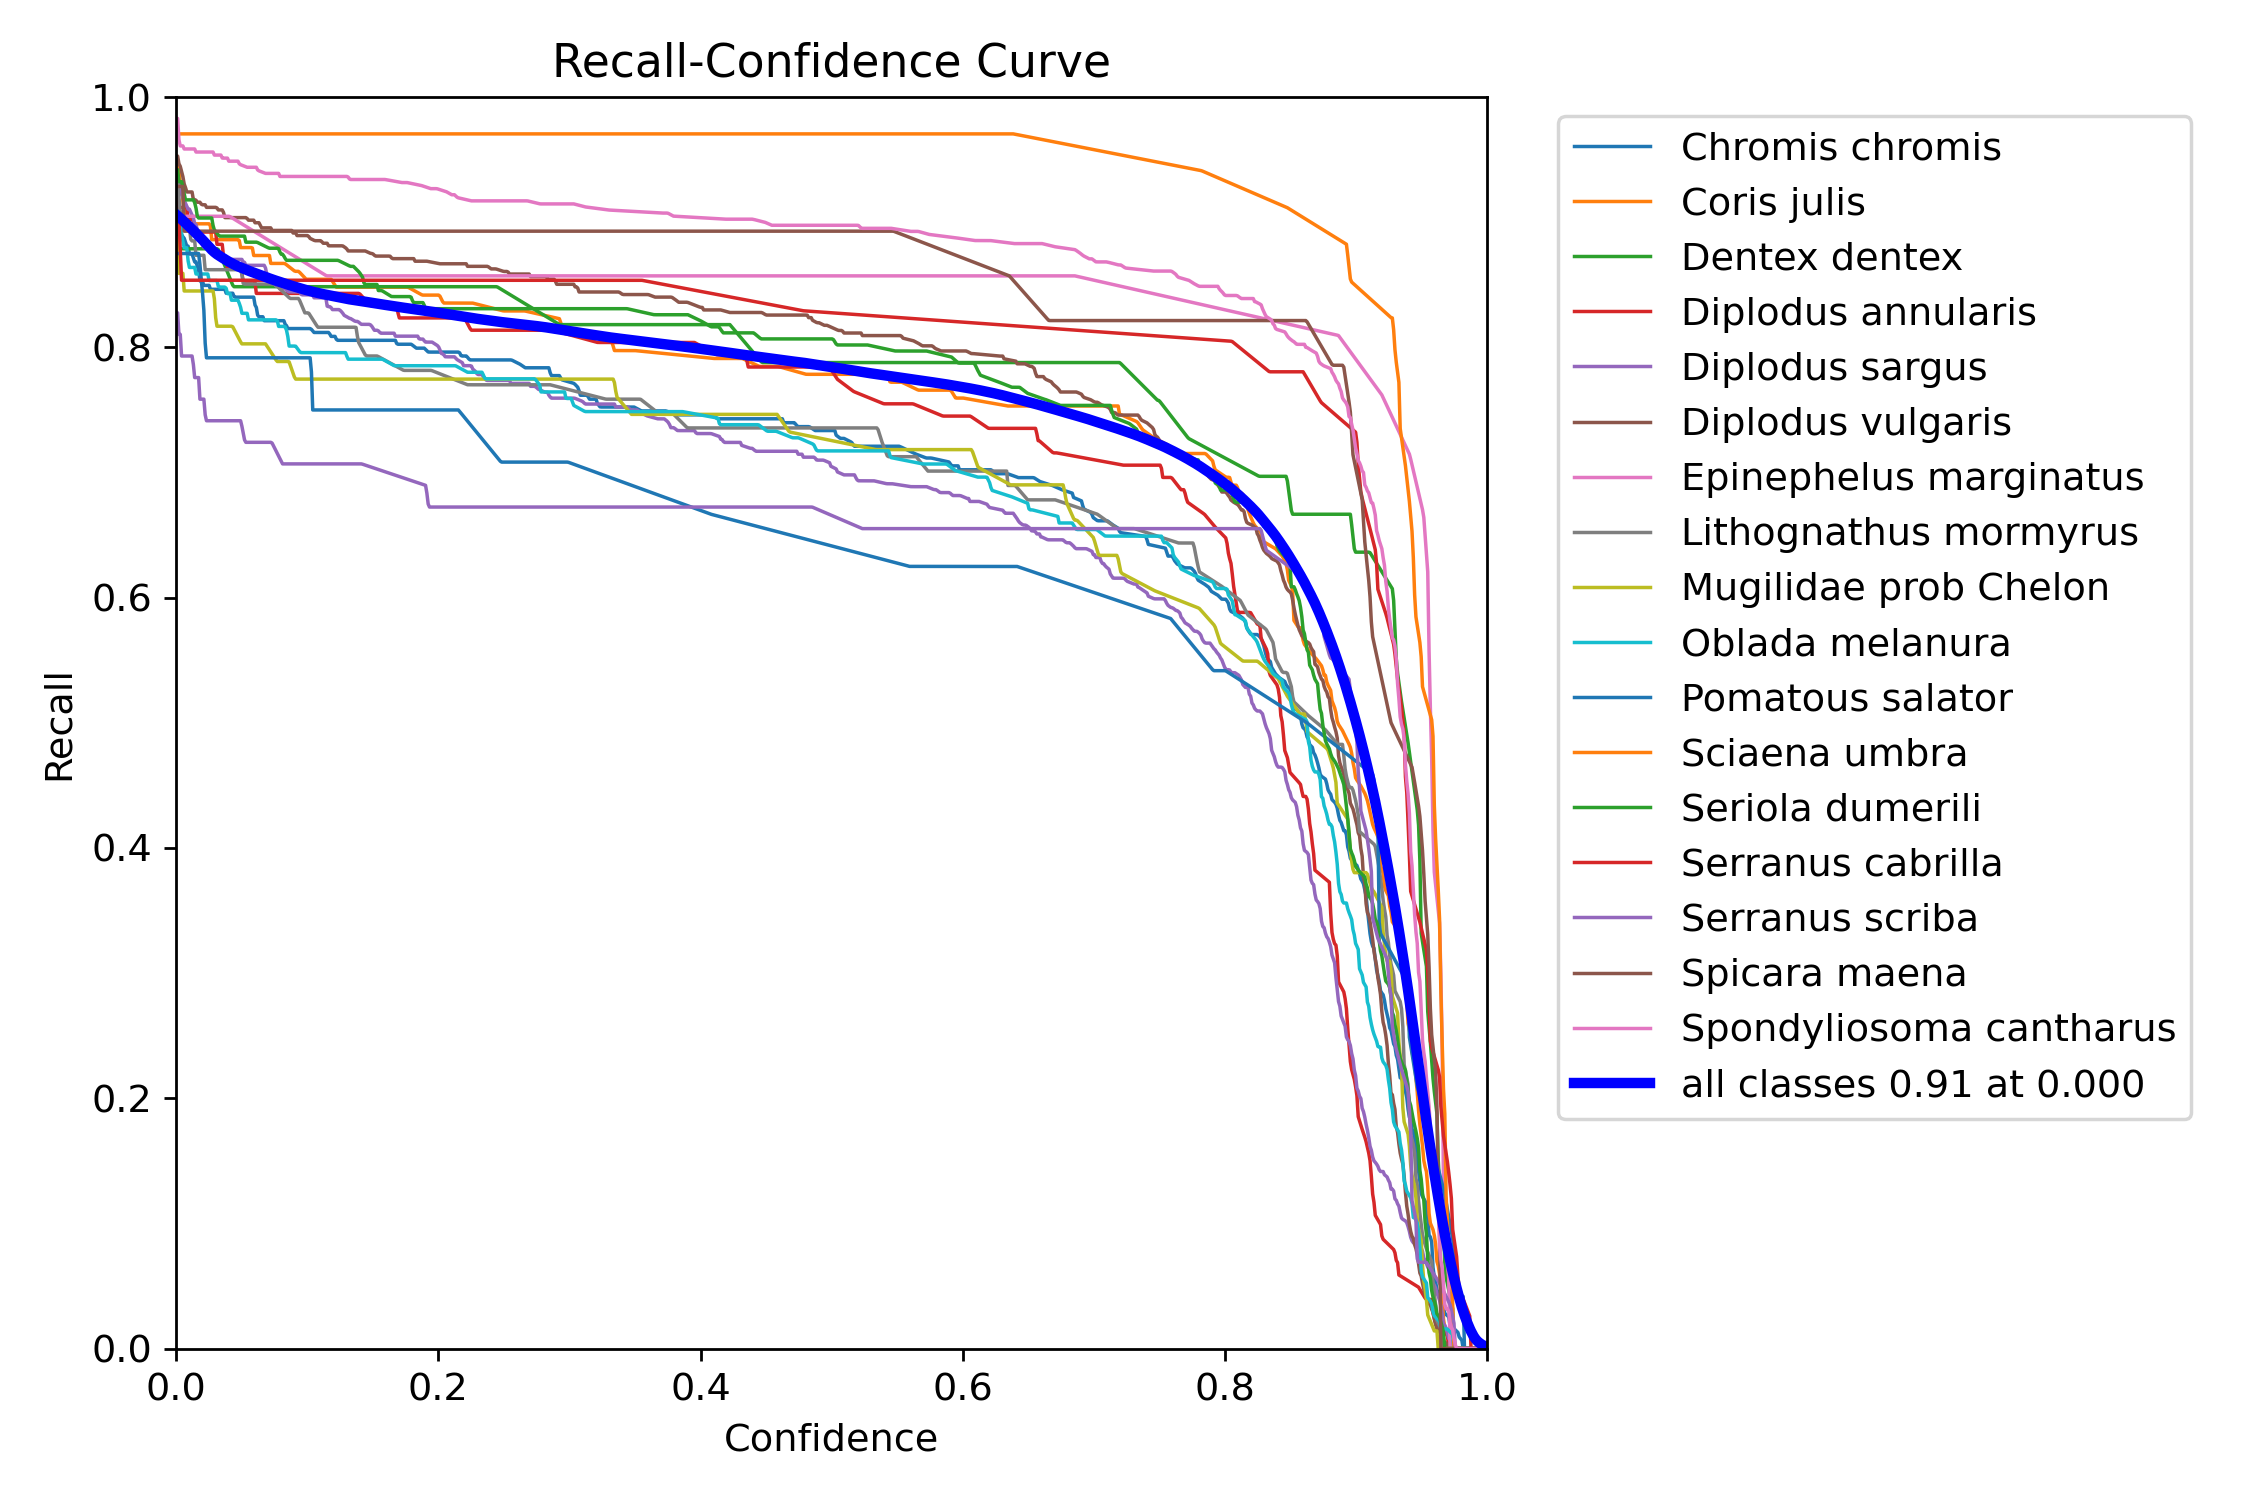 Recall-Confidence Curve
1.0
0.8
0.6
0.4
0.2
0.0
Recall
0.0 0.2 0.4 0.6 0.8 1.0
Confidence
Chromis chromis
Coris julis
Dentex dentex
Diplodus annularis
Diplodus sargus
Diplodus vulgaris
Epinephelus marginatus
Lithognathus mormyrus
Mugilidae prob Chelon
Oblada melanura
Pomatous salator
Sciaena umbra
Seriola dumerili
Serranus cabrilla
Serranus scriba
Spicara maena
Spondyliosoma cantharus
all classes 0.91 at 0.000